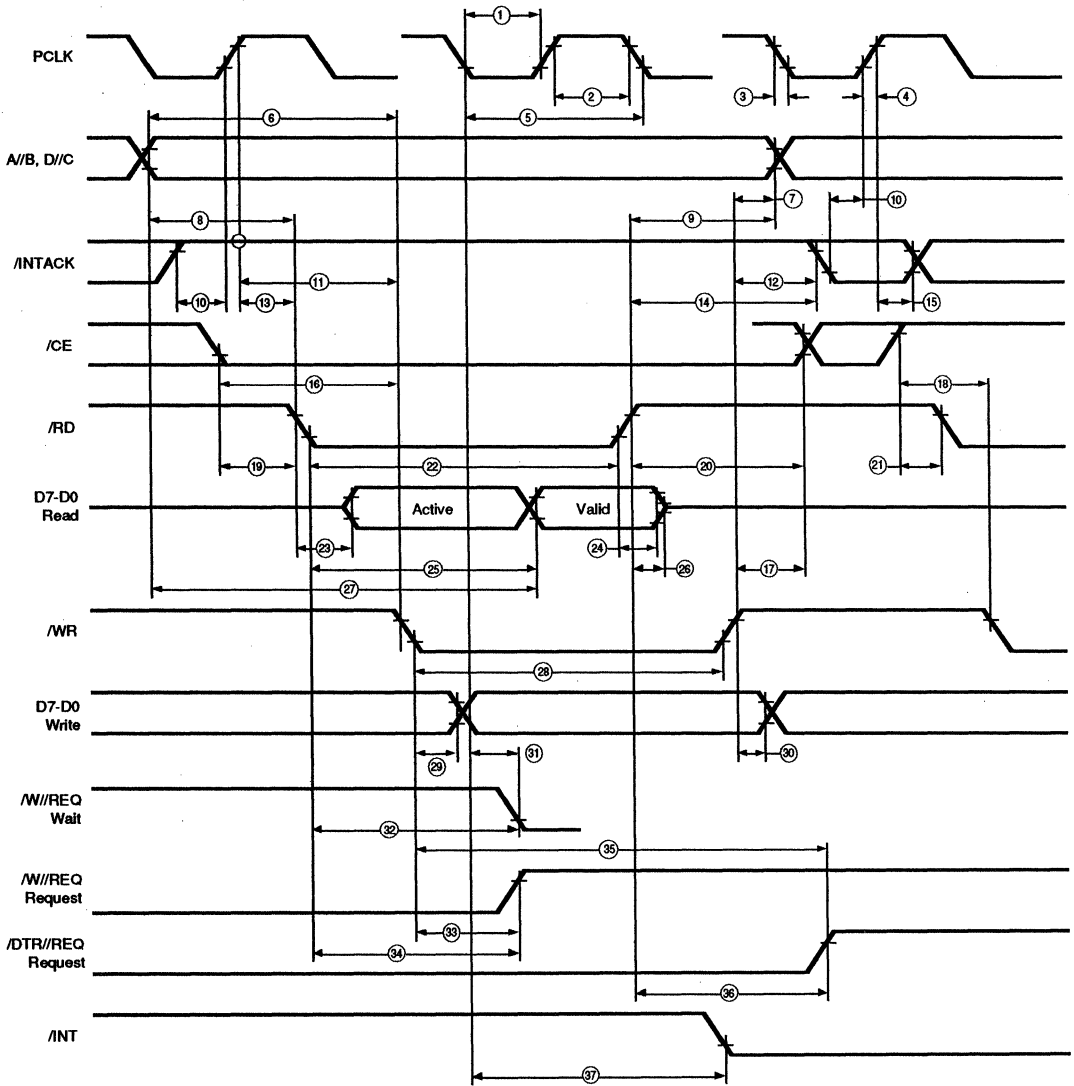 1
PCLK
3
2
4
6
5
A//B, D//C
7
10
8
9
/INTACK
11
12
10
13
14
15
/CE
16
18
/RD
19
22
20
21
D7-D0
Read
Active
Valid
23
24
25
26
17
27
/WR
28
D7-D0
Write
29
31
30
/W//REQ
Wait
32
35
/W//REQ
Request
33
34
/DTR//REQ
Request
36
/INT
37